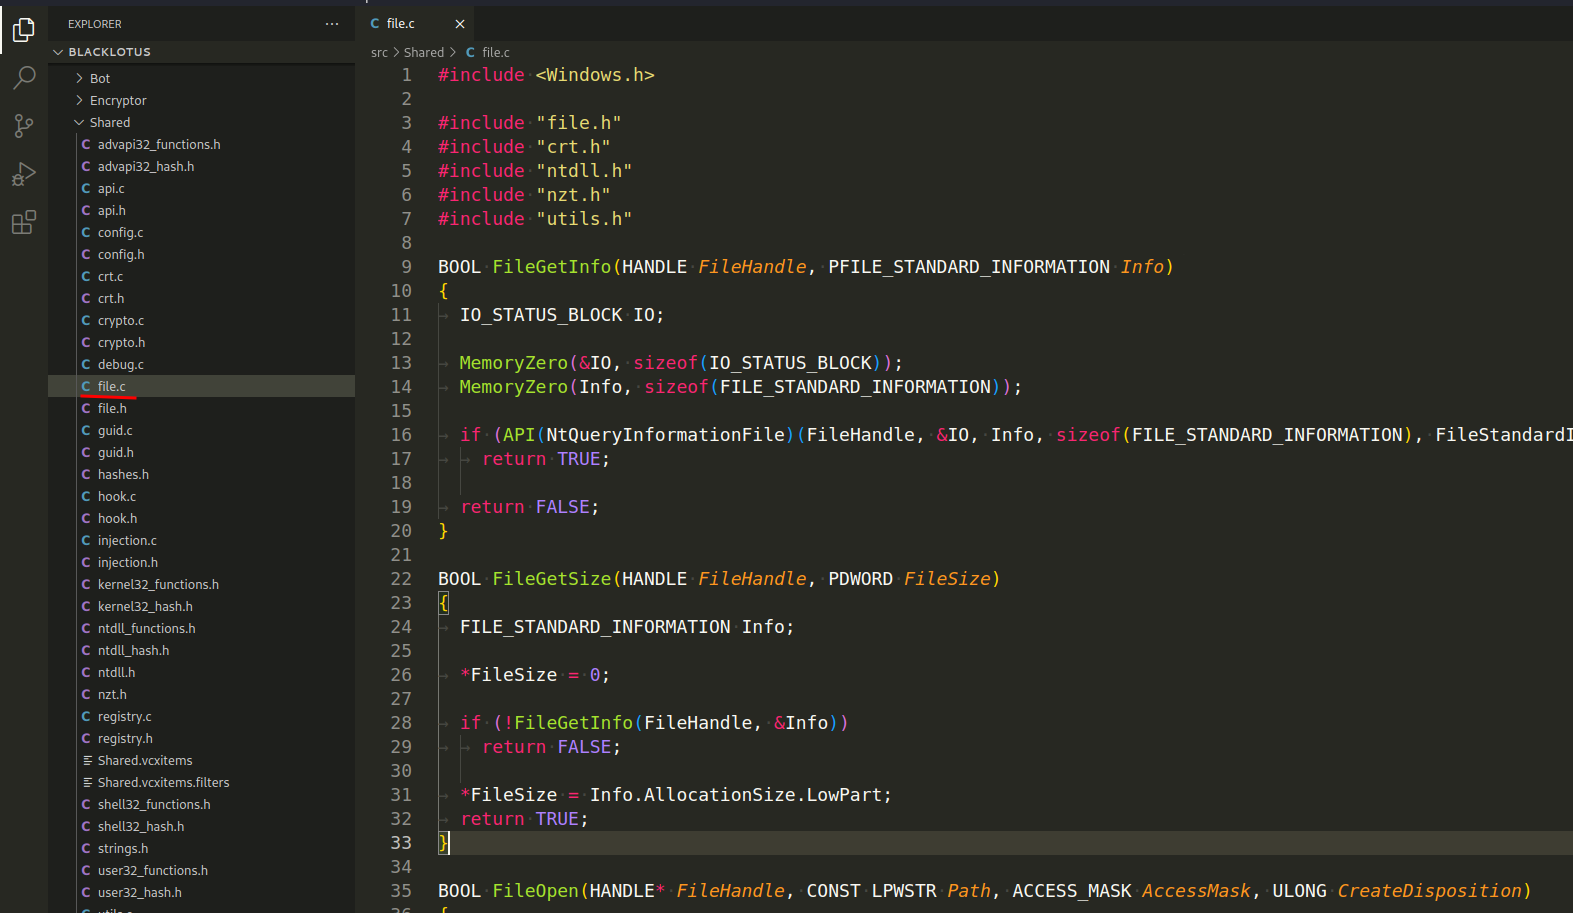 EXPLORER
BLACKLOTUS
Bot
Encryptor
Shared
C advapi32_functions.h
C advapi32_hash.h
C api.c
C api.h
C config.c
C config.h
C crt.c
C crt.h
C crypto.c
C crypto.h
C debug.c
C file.c
C file.h
C guid.c
C guid.h
C hashes.h
C hook.c
C hook.h
C injection.c
C injection.h
C kernel32_functions.h
C kernel32_hash.h
C ntdll_functions.h
C ntdll_hash.h
C ntdll.h
C nzt.h
C registry.c
C registry.h
Shared.vcxitems
Shared.vcxitems.filters
C shell32_functions.h
C shell32_hash.h
C strings.h
C user32_functions.h
C user32_hash.h
C file.c
src > Shared > C file.c
1 #include <Windows.h>
2
3 #include "file.h"
4 #include "crt.h"
5 #include "ntdll.h"
6 #include "nzt.h"
7 #include "utils.h"
8
9 BOOL FileGetInfo(HANDLE FileHandle, PFILE_STANDARD_INFORMATION Info)
10 {
11 IO_STATUS_BLOCK IO;
12
13 MemoryZero(&IO, sizeof(IO_STATUS_BLOCK));
14 MemoryZero(Info, sizeof(FILE_STANDARD_INFORMATION));
15
16 if (API(NtQueryInformationFile)(FileHandle, &IO, Info, sizeof(FILE_STANDARD_INFORMATION), FileStandardI
17 return TRUE;
18
19 return FALSE;
20 }
21
22 BOOL FileGetSize(HANDLE FileHandle, PDWORD FileSize)
23 {
24 FILE_STANDARD_INFORMATION Info;
25
26 *FileSize = 0;
27
28 if (!FileGetInfo(FileHandle, &Info))
29 return FALSE;
30
31 *FileSize = Info.AllocationSize.LowPart;
32 return TRUE;
33 }
34
35 BOOL FileOpen(HANDLE* FileHandle, CONST LPWSTR Path, ACCESS_MASK AccessMask, ULONG CreateDisposition)